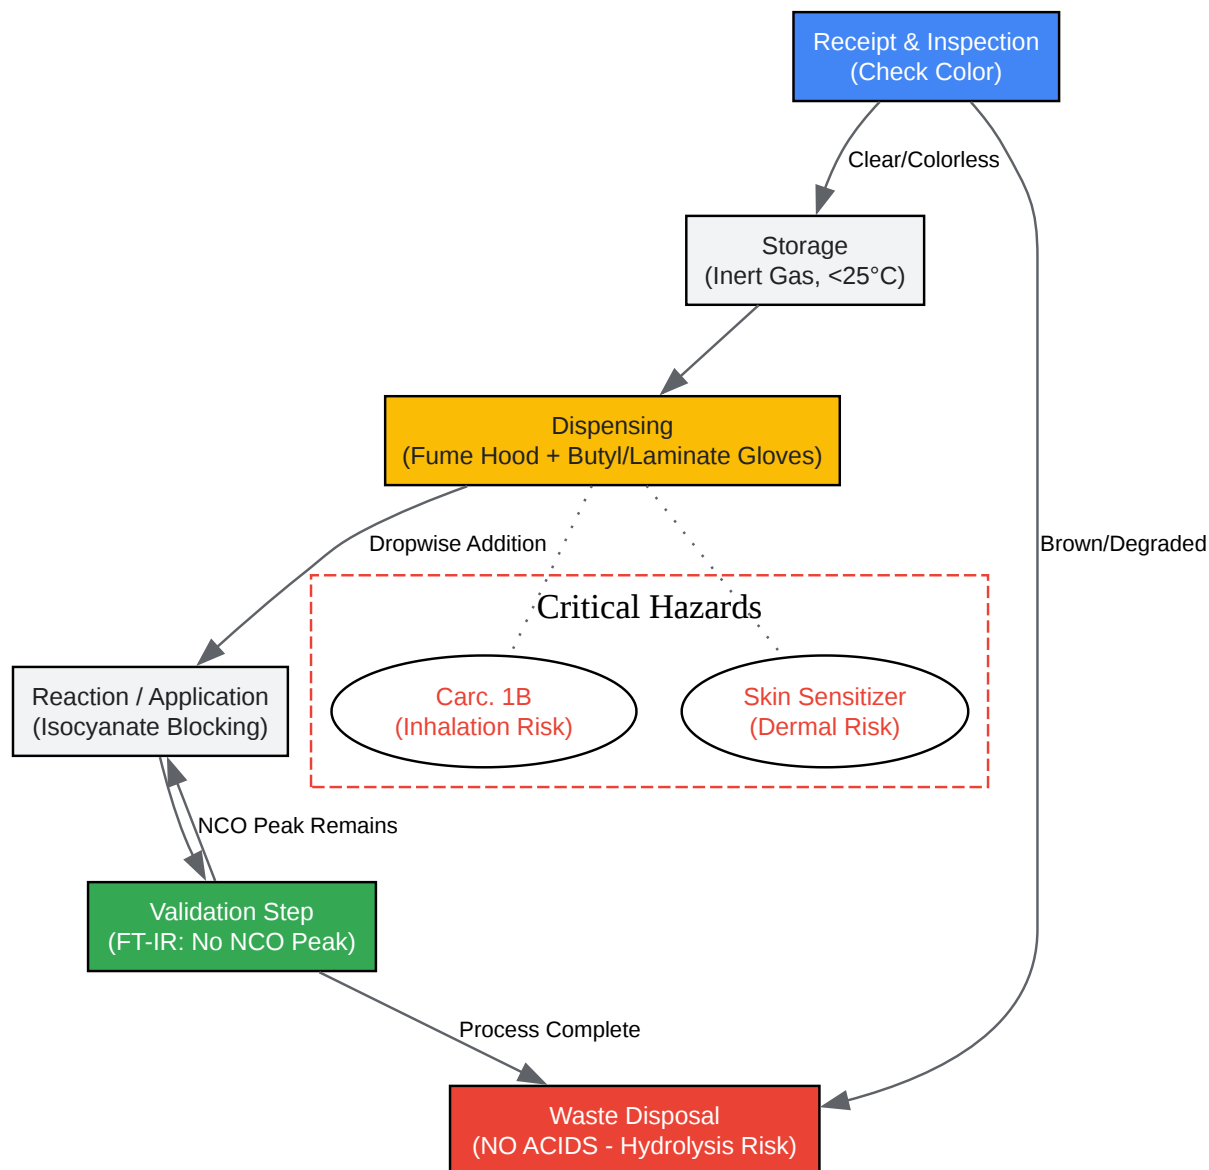 Receipt & Inspection
(Check Color)
Clear/Colorless
Storage
(Inert Gas, <25°C)
Dispensing
(Fume Hood + Butyl/Laminate Gloves)
Dropwise Addition
Brown/Degraded
Critical Hazards
Reaction / Application
(Isocyanate Blocking)
Carc. 1B
(Inhalation Risk)
Skin Sensitizer
(Dermal Risk)
NCO Peak Remains
Validation Step
(FT-IR: No NCO Peak)
Process Complete
Waste Disposal
(NO ACIDS - Hydrolysis Risk)